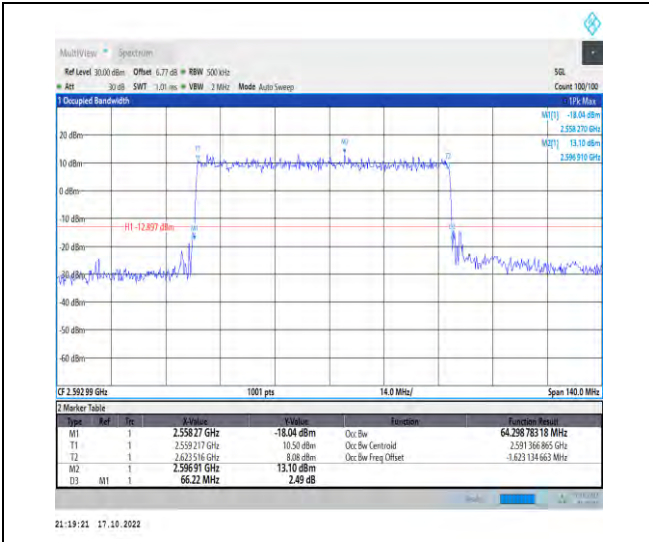 MultiView Spectrum
Ref Level 30.00 dBm Offset 6.77 dB RBW 500 kHz SGL
Att 30 dB SWT 1.01 ms VBW 2 MHz Mode Auto Sweep Count 100/100
1 Occupied Bandwidth 1Pk Max
M1[1] -18.04 dBm
2.558 270 GHz
20 dBm
M2[1] 13.10 dBm
2.596 910 GHz
T1 M2 T2
10 dBm
0 dBm
-10 dBm
H1 -12.897 dBm
-20 dBm
-30 dBm
-40 dBm
-50 dBm
-60 dBm
CF 2.592 99 GHz 1001 pts 14.0 MHz/ Span 140.0 MHz
2 Marker Table
Type Ref Trc X-Value Y-Value Function Function Result
M1 1 2.558 27 GHz -18.04 dBm Occ Bw 64.298 783 18 MHz
T1 1 2.559 217 GHz 10.50 dBm Occ Bw Centroid 2.591 366 865 GHz
T2 1 2.623 516 GHz 8.08 dBm Occ Bw Freq Offset -1.623 134 663 MHz
M2 1 2.596 91 GHz 13.10 dBm
D3 M1 1 66.22 MHz 2.49 dB
21:19:21 17.10.2022